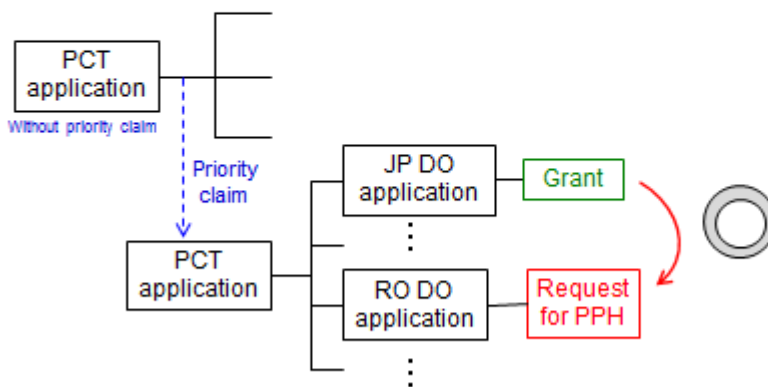 PCT
application
Without priority claim
Priority
claim
PCT
application
JP DO
application
Grant
RO DO
application
Request
for PPH